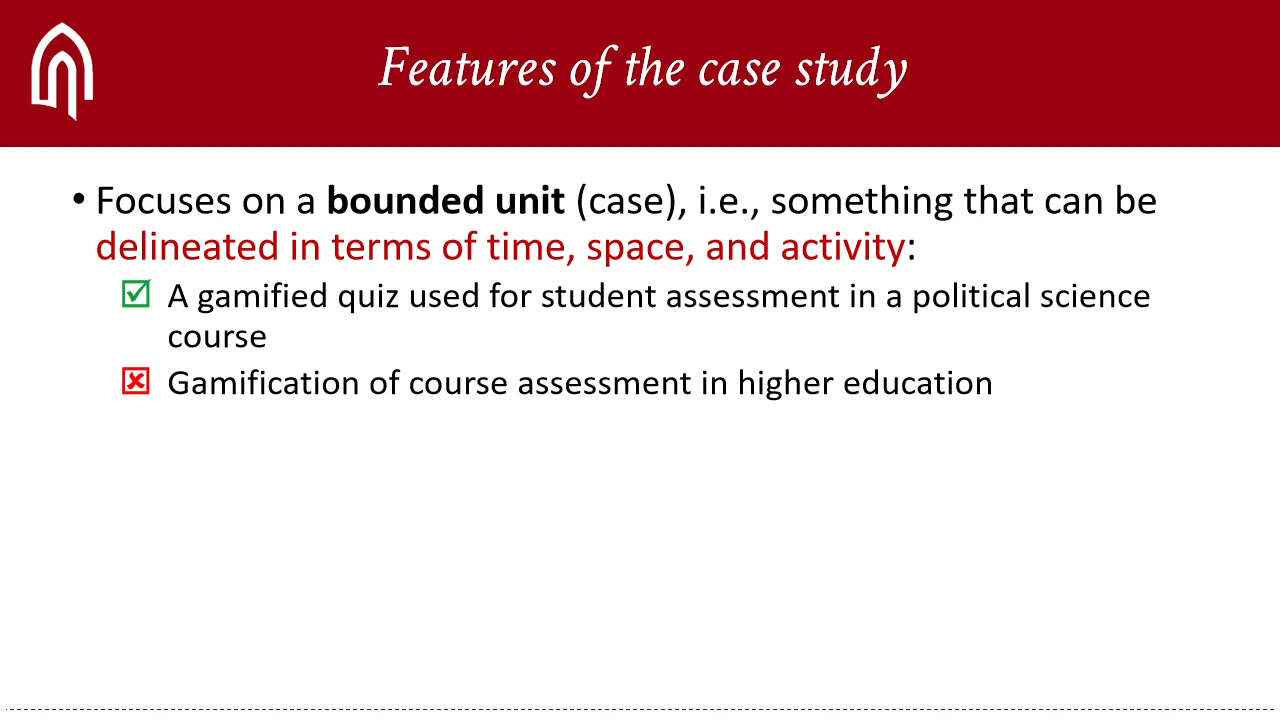 Features of the case study
• Focuses on a bounded unit (case), i.e., something that can be
delineated in terms of time, space, and activity:
☑ A gamified quiz used for student assessment in a political science
course
☒ Gamification of course assessment in higher education